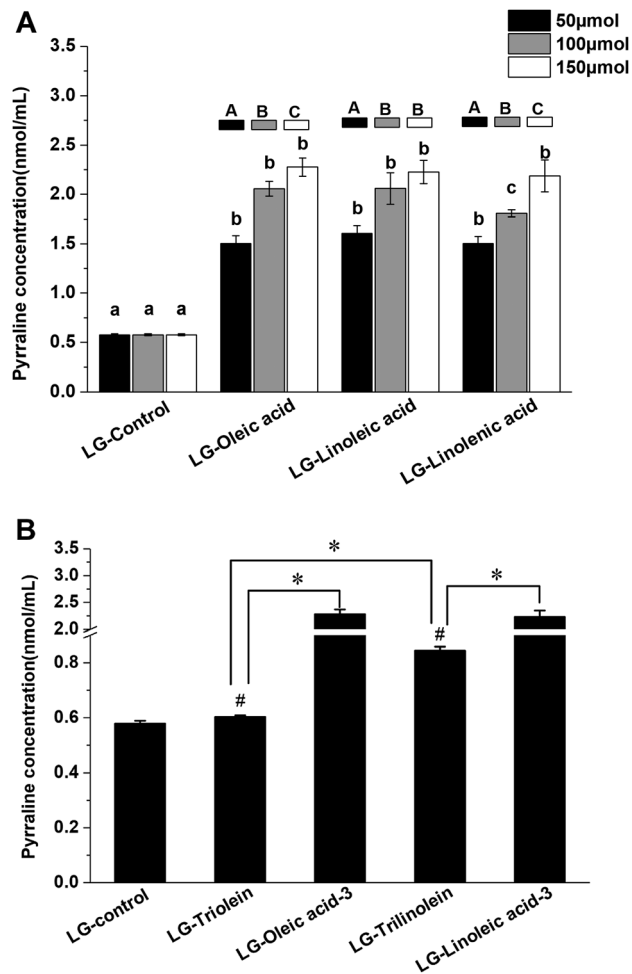 A
50μmol
100μmol
150μmol
Pyrraline concentration(nmol/mL)
3.5
3.0
2.5
2.0
1.5
1.0
0.5
0.0
A B C
A B B
A B C
a a a
b b b
b b b
b c b
LG-Control
LG-Oleic acid
LG-Linoleic acid
LG-Linolenic acid
B
Pyrraline concentration(nmol/mL)
3.5
3.0
2.5
2.0
0.8
0.6
0.4
0.2
0.0
*
* *
# #
LG-control
LG-Triolein
LG-Oleic acid-3
LG-Trilinolein
LG-Linoleic acid-3